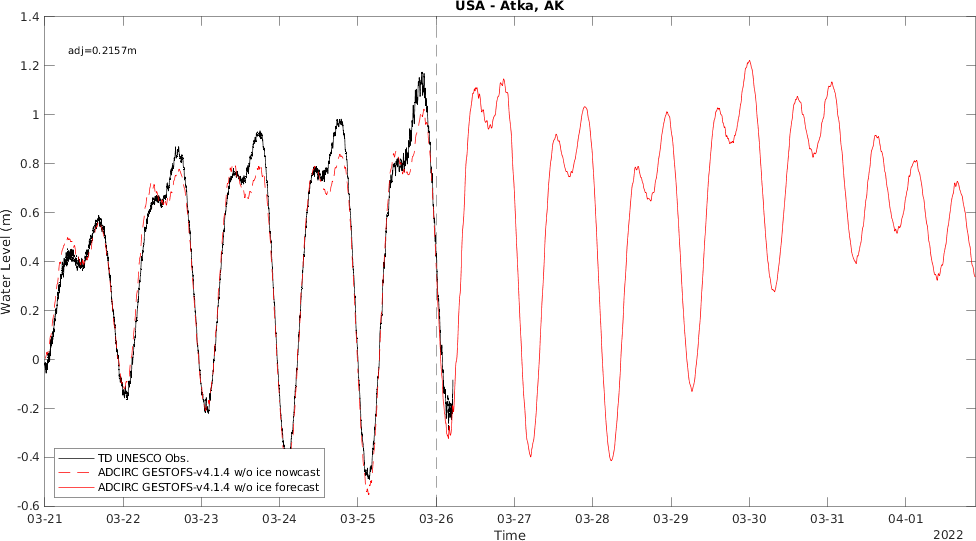 USA - Atka, AK
adj=0.2157m
Water Level (m)
1.4
1.2
1
0.8
0.6
0.4
0.2
0
-0.2
-0.4
-0.6
TD UNESCO Obs.
ADCIRC GESTOFS-v4.1.4 w/o ice nowcast
ADCIRC GESTOFS-v4.1.4 w/o ice forecast
03-21 03-22 03-23 03-24 03-25 03-26 03-27 03-28 03-29 03-30 03-31 04-01
Time
2022